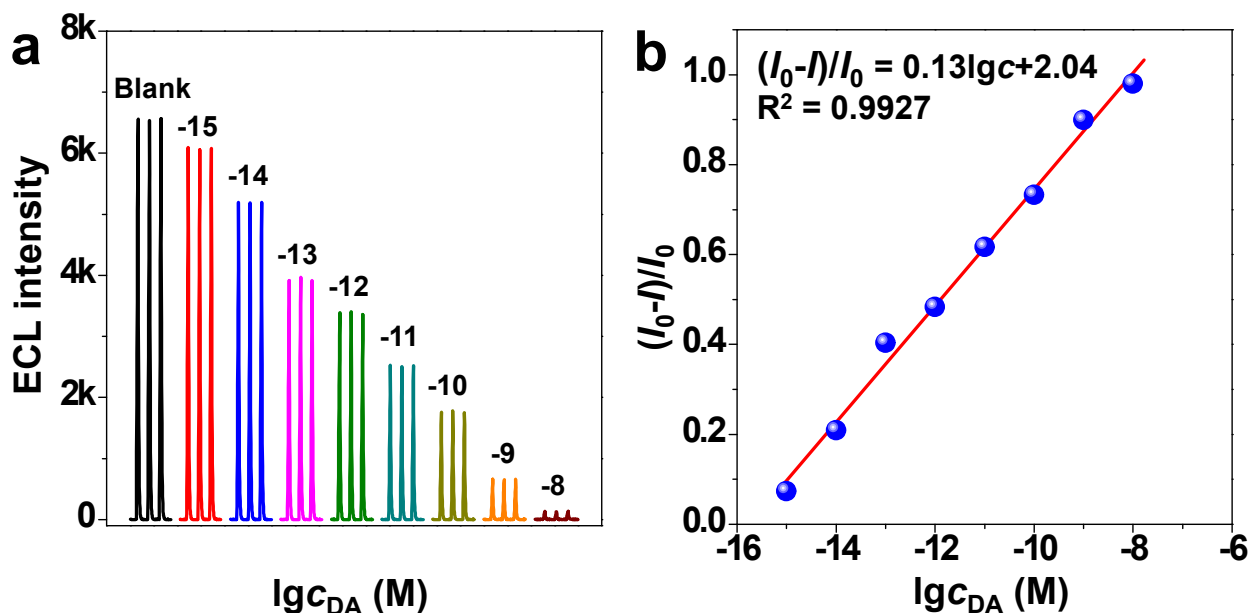 a
8k
6k
4k
2k
0
ECL intensity
Blank
-15
-14
-13
-12
-11
-10
-9
-8
lgc_DA (M)
b
(I₀-I)/I₀ = 0.13lgc+2.04
R² = 0.9927
1.0
0.8
0.6
0.4
0.2
0.0
(I₀-I)/I₀
-16 -14 -12 -10 -8 -6
lgc_DA (M)